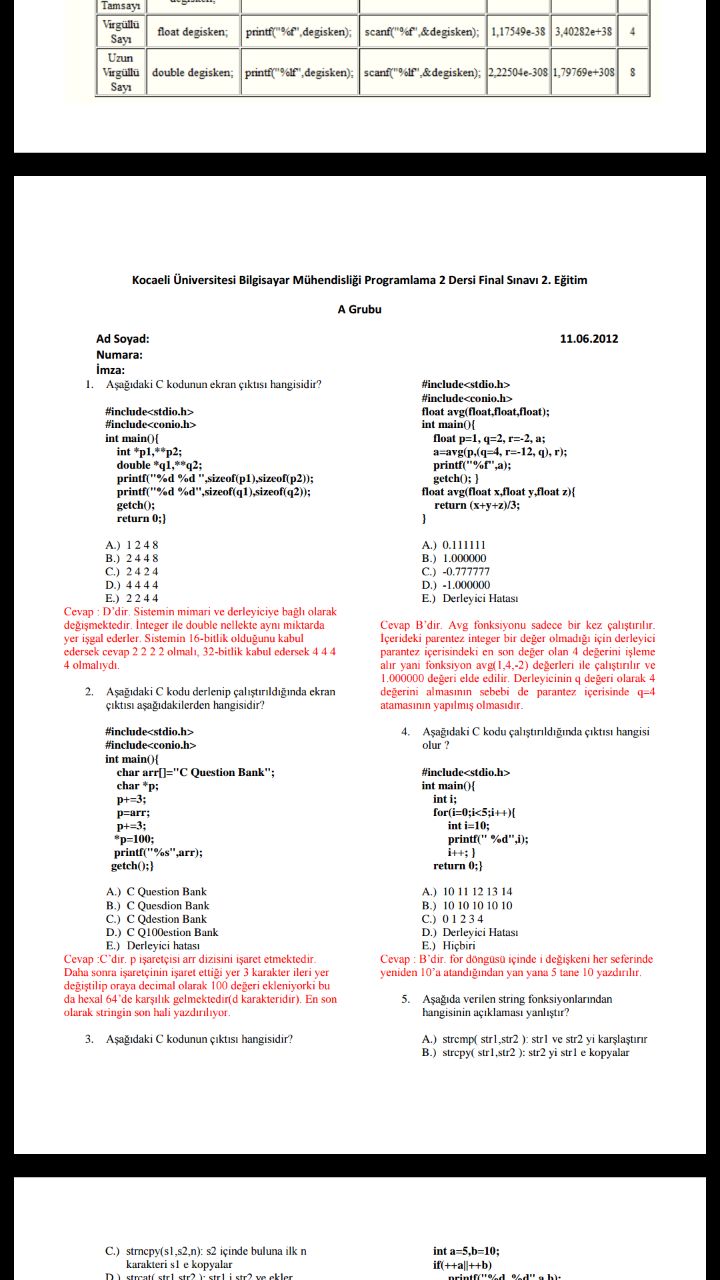 Tamsayı
degisken;
Virgüllü
Sayı
float degisken;
printf("%f",degisken);
scanf("%f",&degisken);
1,17549e-38
3,40282e+38
4
Uzun
Virgüllü
Sayı
double degisken;
printf("%lf",degisken);
scanf("%lf",&degisken);
2,22504e-308
1,79769e+308
8
Kocaeli Üniversitesi Bilgisayar Mühendisliği Programlama 2 Dersi Final Sınavı 2. Eğitim
A Grubu
Ad Soyad:
11.06.2012
Numara:
İmza:
1. Aşağıdaki C kodunun ekran çıktısı hangisidir?
#include<stdio.h>
#include<conio.h>
int main(){
int *p1,**p2;
double *q1,**q2;
printf("%d %d ",sizeof(p1),sizeof(p2));
printf("%d %d",sizeof(q1),sizeof(q2));
getch();
return 0;}
A.) 1 2 4 8
B.) 2 4 4 8
C.) 2 4 2 4
D.) 4 4 4 4
E.) 2 2 4 4
Cevap : D'dir. Sistemin mimari ve derleyiciye bağlı olarak
değişmektedir. İnteger ile double nellekte aynı miktarda
yer işgal ederler. Sistemin 16-bitlik olduğunu kabul
edersek cevap 2 2 2 2 olmalı, 32-bitlik kabul edersek 4 4 4
4 olmalıydı.
2. Aşağıdaki C kodu derlenip çalıştırıldığında ekran
çıktısı aşağıdakilerden hangisidir?
#include<stdio.h>
#include<conio.h>
int main(){
char arr[]="C Question Bank";
char *p;
p+=3;
p=arr;
p+=3;
*p=100;
printf("%s",arr);
getch();}
A.) C Question Bank
B.) C Quesdion Bank
C.) C Qdestion Bank
D.) C Q100estion Bank
E.) Derleyici hatası
Cevap :C'dir. p işaretçisi arr dizisini işaret etmektedir.
Daha sonra işaretçinin işaret ettiği yer 3 karakter ileri yer
değiştilip oraya decimal olarak 100 değeri ekleniyorki bu
da hexal 64'de karşılık gelmektedir(d karakteridir). En son
olarak stringin son hali yazdırılıyor.
3. Aşağıdaki C kodunun çıktısı hangisidir?
#include<stdio.h>
#include<conio.h>
float avg(float,float,float);
int main(){
float p=1, q=2, r=-2, a;
a=avg(p,(q=4, r=-12, q), r);
printf("%f",a);
getch(); }
float avg(float x,float y,float z){
return (x+y+z)/3;
}
A.) 0.111111
B.) 1.000000
C.) -0.777777
D.) -1.000000
E.) Derleyici Hatası
Cevap B'dir. Avg fonksiyonu sadece bir kez çalıştırılır.
İçerideki parentez integer bir değer olmadığı için derleyici
parantez içerisindeki en son değer olan 4 değerini işleme
alır yani fonksiyon avg(1,4,-2) değerleri ile çalıştırılır ve
1.000000 değeri elde edilir. Derleyicinin q değeri olarak 4
değerini almasının sebebi de parantez içerisinde q=4
atamasının yapılmış olmasıdır.
4. Aşağıdaki C kodu çalıştırıldığında çıktısı hangisi
olur ?
#include<stdio.h>
int main(){
int i;
for(i=0;i<5;i++){
int i=10;
printf(" %d",i);
i++; }
return 0;}
A.) 10 11 12 13 14
B.) 10 10 10 10 10
C.) 0 1 2 3 4
D.) Derleyici Hatası
E.) Hiçbiri
Cevap : B'dir. for döngüsü içinde i değişkeni her seferinde
yeniden 10'a atandığından yan yana 5 tane 10 yazdırılır.
5. Aşağıda verilen string fonksiyonlarından
hangisinin açıklaması yanlıştır?
A.) strcmp( str1,str2 ): str1 ve str2 yi karşlaştırır
B.) strcpy( str1,str2 ): str2 yi str1 e kopyalar
C.) strncpy(s1,s2,n): s2 içinde buluna ilk n
karakteri s1 e kopyalar
D.) strcat( str1,str2 ): str1 i str2 ye ekler
int a=5,b=10;
if(++a||++b)
printf("%d %d",a,b);